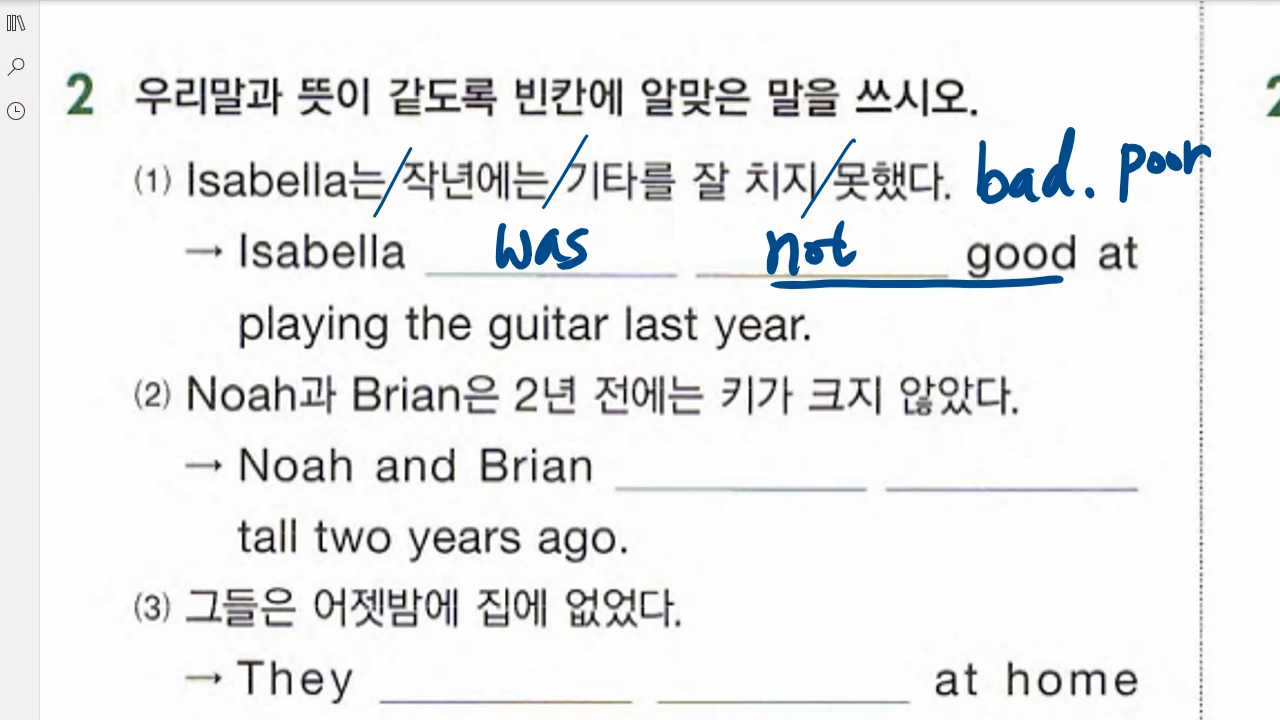 2 우리말과 뜻이 같도록 빈칸에 알맞은 말을 쓰시오.
(1) Isabella는/작년에는/기타를 잘 치지/못했다. bad. poor
→ Isabella was not good at
playing the guitar last year.
(2) Noah과 Brian은 2년 전에는 키가 크지 않았다.
→ Noah and Brian
tall two years ago.
(3) 그들은 어젯밤에 집에 없었다.
→ They at home